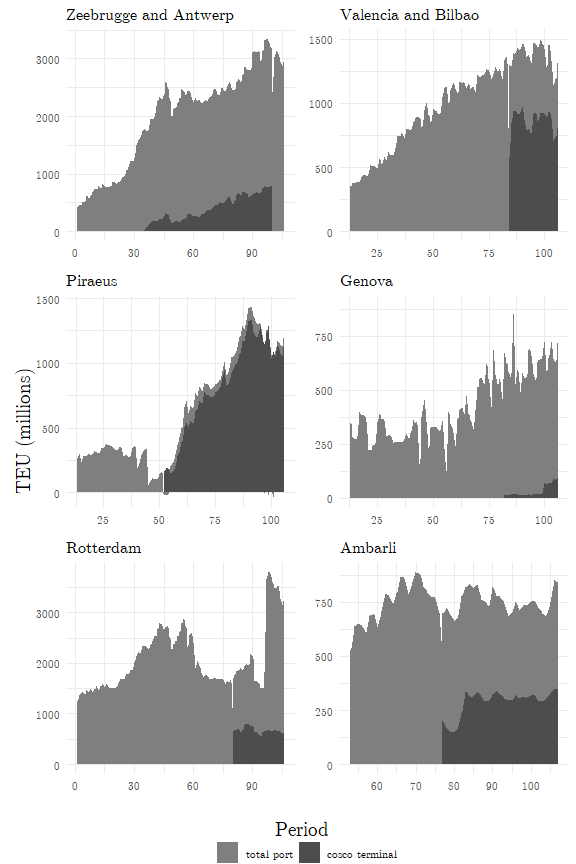 Zeebrugge and Antwerp
3000
2000
1000
0
0 30 60 90
Valencia and Bilbao
1500
1000
500
0
25 50 75 100
Piraeus
1500
1000
500
0
25 50 75 100
Genova
750
500
250
0
25 50 75 100
Rotterdam
3000
2000
1000
0
0 30 60 90
Ambarli
750
500
250
0
60 70 80 90 100
TEU (millions)
Period
total port cosco terminal